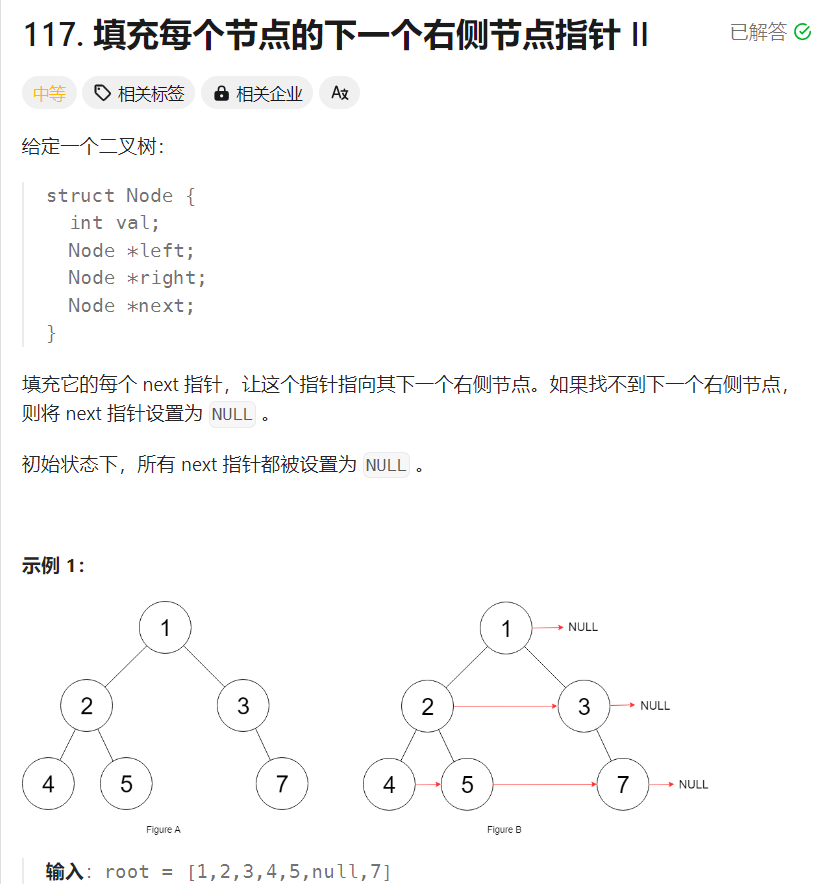 117. 填充每个节点的下一个右侧节点指针 II
已解答
中等
相关标签
相关企业
给定一个二叉树：
struct Node {
int val;
Node *left;
Node *right;
Node *next;
}
填充它的每个 next 指针，让这个指针指向其下一个右侧节点。如果找不到下一个右侧节点，
则将 next 指针设置为 NULL 。
初始状态下，所有 next 指针都被设置为 NULL 。
示例 1：
1
2 3
4 5 7
Figure A
1 NULL
2 3 NULL
4 5 7 NULL
Figure B
输入：root = [1,2,3,4,5,null,7]